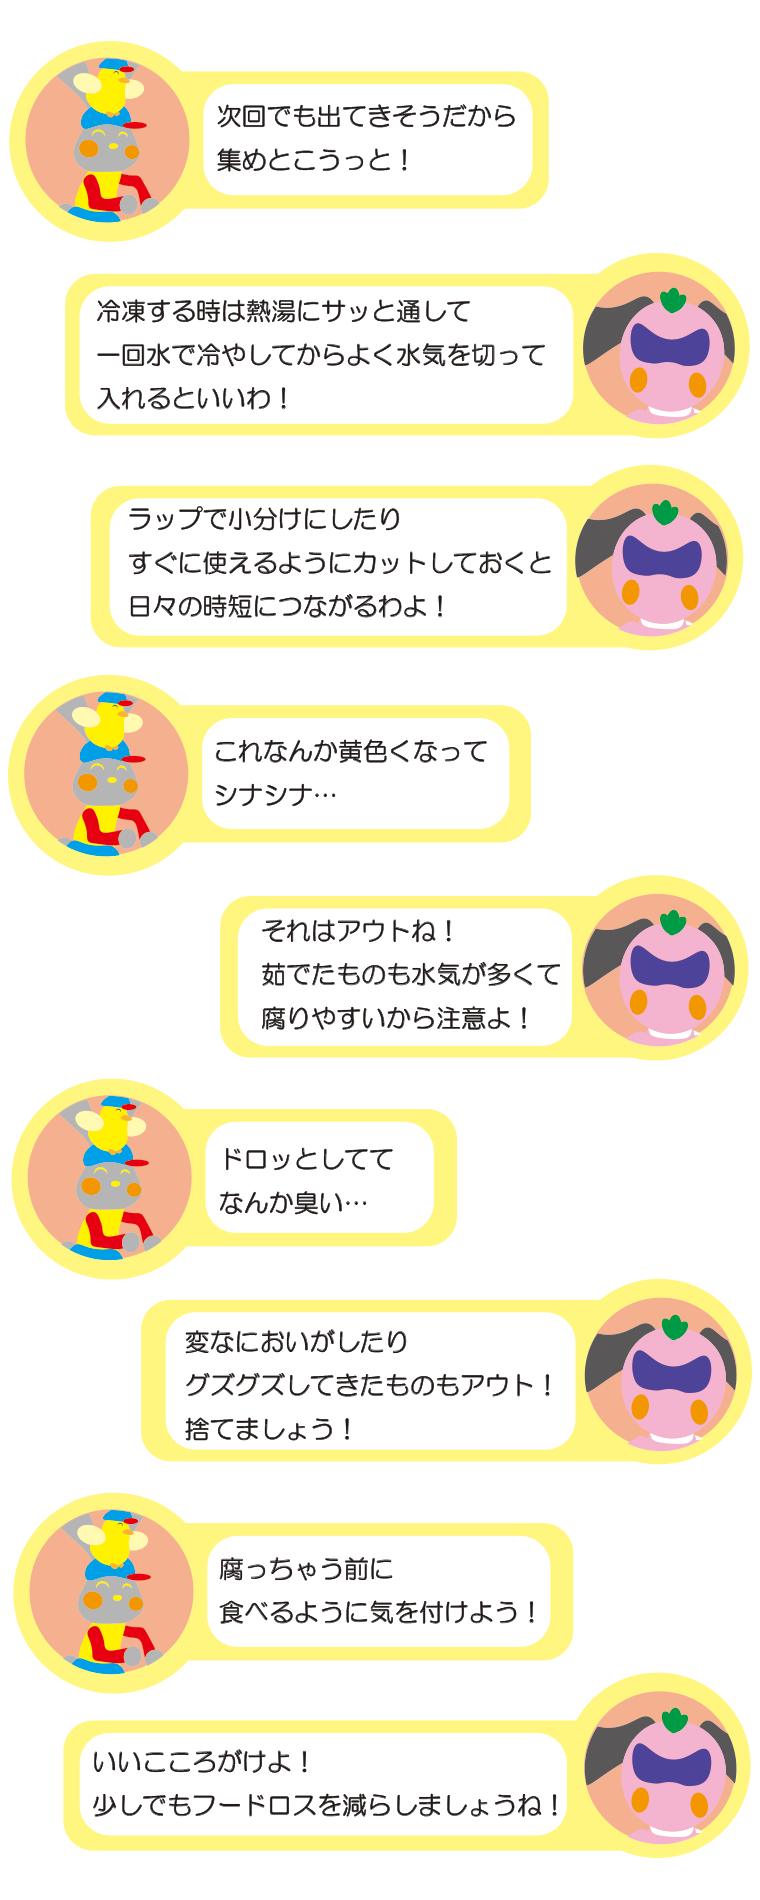 次回でも出てきそうだから
集めとこうっと！
冷凍する時は熱湯にサッと通して
一回水で冷やしてからよく水気を切って
入れるといいわ！
ラップで小分けにしたり
すぐに使えるようにカットしておくと
日々の時短につながるわよ！
これなんか黄色くなって
シナシナ…
それはアウトね！
茹でたものも水気が多くて
腐りやすいから注意よ！
ドロッとしてて
なんか臭い…
変なにおいがしたり
グズグズしてきたものもアウト！
捨てましょう！
腐っちゃう前に
食べるように気を付けよう！
いいこころがけよ！
少しでもフードロスを減らしましょうね！